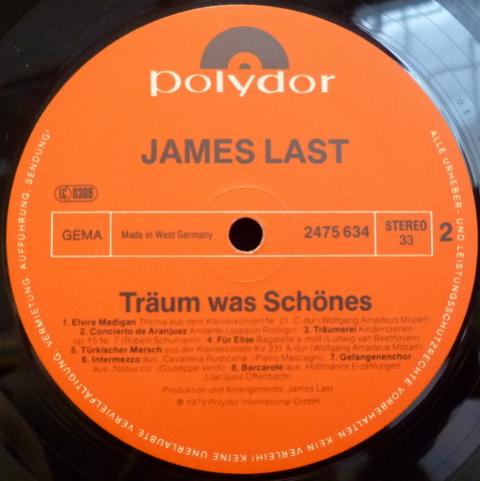 polydor
JAMES LAST
LC 0309
GEMA
Made in West Germany
2475 634
STEREO
33
2
Träum was Schönes
1. Elvira Madigan Thema aus dem Klavierkonzert Nr. 21 C-dur (Wolfgang Amadeus Mozart)
2. Concierto de Aranjuez Andante (Joaquin Rodrigo) 3. Träumerei Kinderszenen
op. 15 Nr. 7 (Robert Schumann) 4. Für Elise Bagatelle a-moll (Ludwig van Beethoven)
5. Türkischer Marsch aus der Klaviersonate KV 331 A-dur (Wolfgang Amadeus Mozart)
6. Intermezzo aus „Cavalleria Rusticana" (Pietro Mascagni) 7. Gefangenenchor
aus „Nabucco" (Giuseppe Verdi) 8. Barcarole aus „Hoffmanns Erzählungen"
(Jacques Offenbach)
Produktion und Arrangements: James Last
℗ 1979 Polydor International GmbH
ALLE URHEBER- UND LEISTUNGSSCHUTZRECHTE VORBEHALTEN. KEIN VERLEIH! KEINE UNERLAUBTE VERVIELFÄLTIGUNG, VERMIETUNG, AUFFÜHRUNG, SENDUNG!